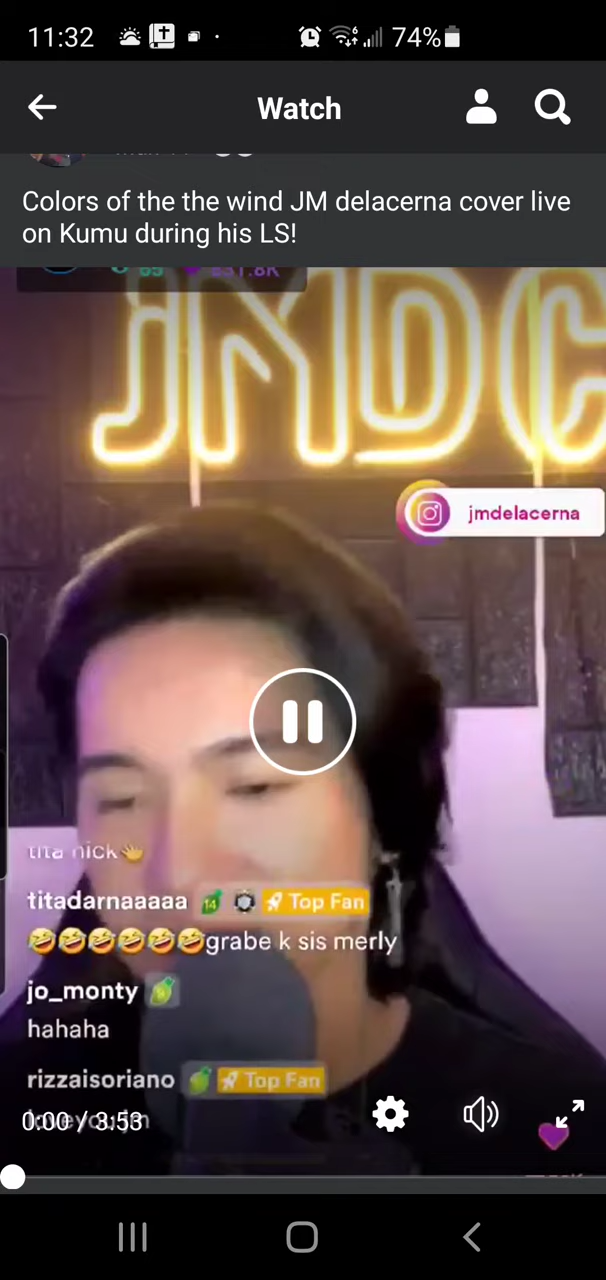 11:32
74%
Watch
Colors of the the wind JM delacerna cover live
on Kumu during his LS!
JMDC
jmdelacerna
tita nick👋
titadarnaaaaa 14 Top Fan
🤣🤣🤣🤣🤣🤣grabe k sis merly
jo_monty
hahaha
rizzaisoriano Top Fan
0:00 / 3:53